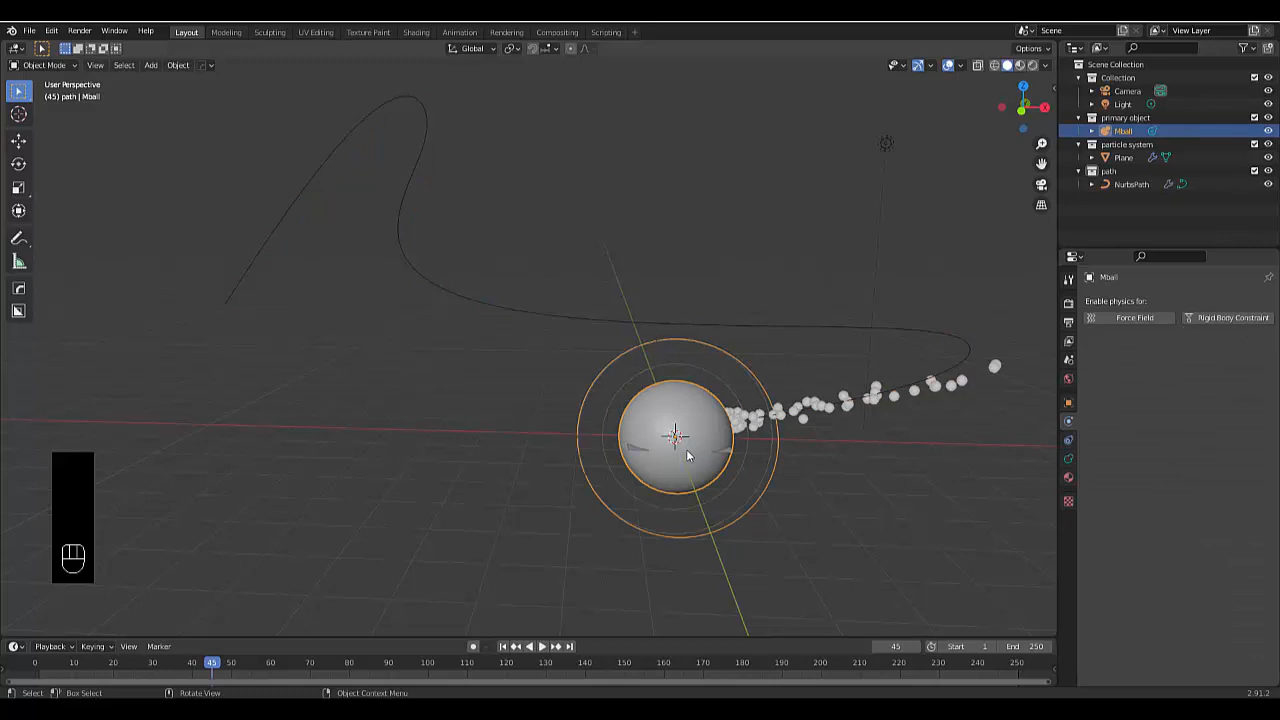 File Edit Render Window Help Layout Modeling Sculpting UV Editing Texture Paint Shading Animation Rendering Compositing Scripting + Scene View Layer
Global Options
Object Mode View Select Add Object
User Perspective
(45) path | Mball
Scene Collection
Collection
Camera
Light
primary object
Mball
particle system
Plane
path
NurbsPath
Z
X
Mball
Enable physics for:
Force Field Rigid Body Constraint
Playback Keying View Marker 45 Start 1 End 250
0 10 20 30 40 45 50 60 70 80 90 100 110 120 130 140 150 160 170 180 190 200 210 220 230 240 250
Select Box Select Rotate View Object Context Menu 2.91.2